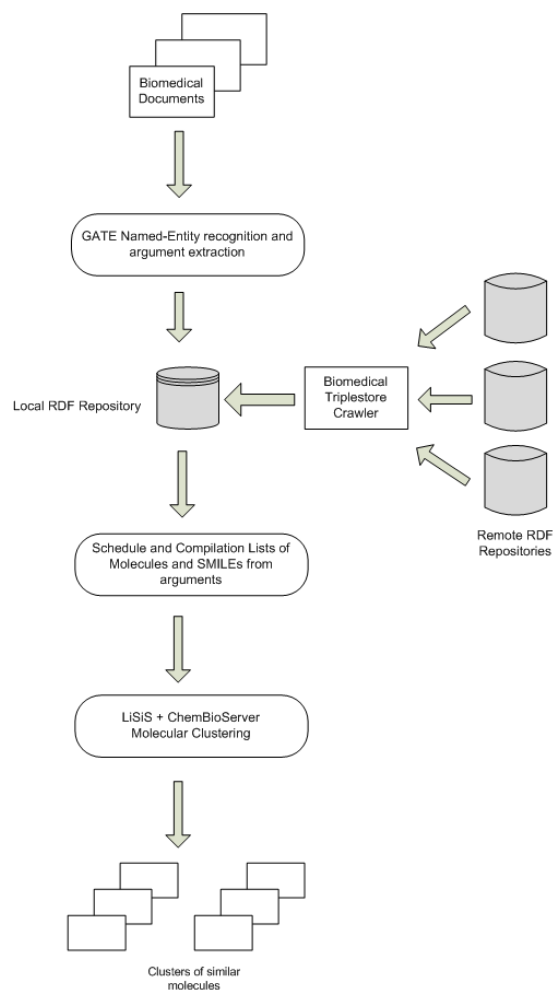 Biomedical
Documents
GATE Named-Entity recognition and
argument extraction
Local RDF Repository
Biomedical
Triplestore
Crawler
Remote RDF
Repositories
Schedule and Compilation Lists of
Molecules and SMILEs from
arguments
LiSiS + ChemBioServer
Molecular Clustering
Clusters of similar
molecules